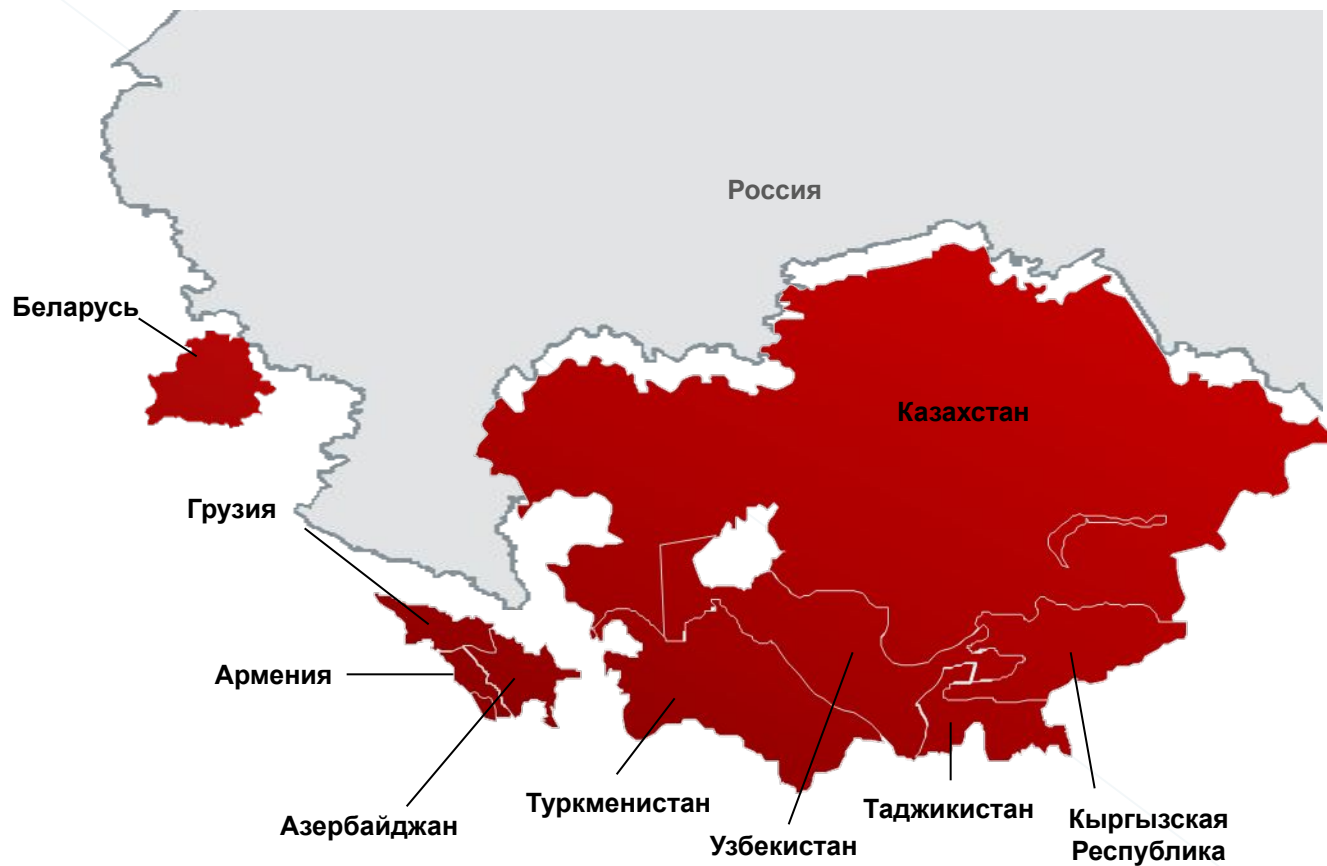 Россия
Беларусь
Казахстан
Грузия
Армения
Азербайджан
Туркменистан
Узбекистан
Таджикистан
Кыргызская
Республика